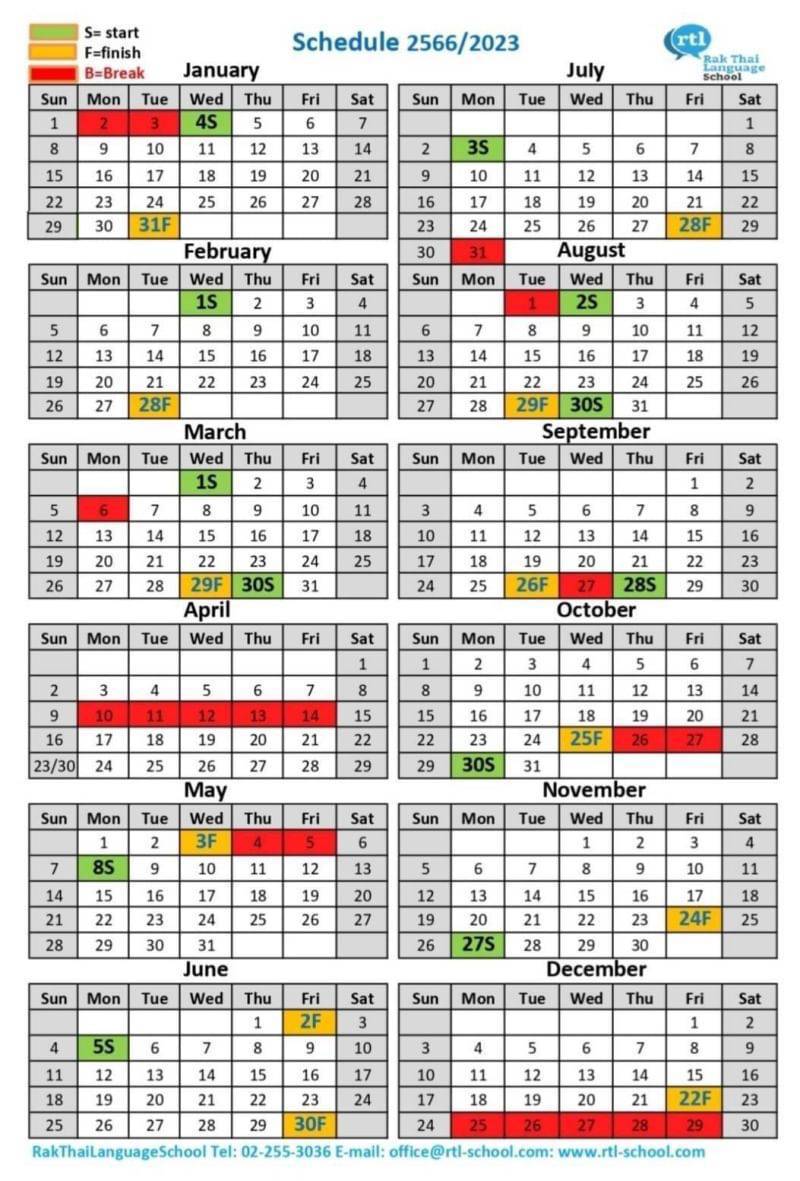 S= start
F=finish
B=Break
Schedule 2566/2023
rtl
Rak Thai
Language
School
January
Sun Mon Tue Wed Thu Fri Sat
1 2 3 4S 5 6 7
8 9 10 11 12 13 14
15 16 17 18 19 20 21
22 23 24 25 26 27 28
29 30 31F
February
Sun Mon Tue Wed Thu Fri Sat
1S 2 3 4
5 6 7 8 9 10 11
12 13 14 15 16 17 18
19 20 21 22 23 24 25
26 27 28F
March
Sun Mon Tue Wed Thu Fri Sat
1S 2 3 4
5 6 7 8 9 10 11
12 13 14 15 16 17 18
19 20 21 22 23 24 25
26 27 28 29F 30S 31
April
Sun Mon Tue Wed Thu Fri Sat
1
2 3 4 5 6 7 8
9 10 11 12 13 14 15
16 17 18 19 20 21 22
23/30 24 25 26 27 28 29
May
Sun Mon Tue Wed Thu Fri Sat
1 2 3F 4 5 6
7 8S 9 10 11 12 13
14 15 16 17 18 19 20
21 22 23 24 25 26 27
28 29 30 31
June
Sun Mon Tue Wed Thu Fri Sat
1 2F 3
4 5S 6 7 8 9 10
11 12 13 14 15 16 17
18 19 20 21 22 23 24
25 26 27 28 29 30F
July
Sun Mon Tue Wed Thu Fri Sat
1
2 3S 4 5 6 7 8
9 10 11 12 13 14 15
16 17 18 19 20 21 22
23 24 25 26 27 28F 29
30 31
August
Sun Mon Tue Wed Thu Fri Sat
1 2S 3 4 5
6 7 8 9 10 11 12
13 14 15 16 17 18 19
20 21 22 23 24 25 26
27 28 29F 30S 31
September
Sun Mon Tue Wed Thu Fri Sat
1 2
3 4 5 6 7 8 9
10 11 12 13 14 15 16
17 18 19 20 21 22 23
24 25 26F 27 28S 29 30
October
Sun Mon Tue Wed Thu Fri Sat
1 2 3 4 5 6 7
8 9 10 11 12 13 14
15 16 17 18 19 20 21
22 23 24 25F 26 27 28
29 30S 31
November
Sun Mon Tue Wed Thu Fri Sat
1 2 3 4
5 6 7 8 9 10 11
12 13 14 15 16 17 18
19 20 21 22 23 24F 25
26 27S 28 29 30
December
Sun Mon Tue Wed Thu Fri Sat
1 2
3 4 5 6 7 8 9
10 11 12 13 14 15 16
17 18 19 20 21 22F 23
24 25 26 27 28 29 30
RakThaiLanguageSchool Tel: 02-255-3036 E-mail: office@rtl-school.com: www.rtl-school.com